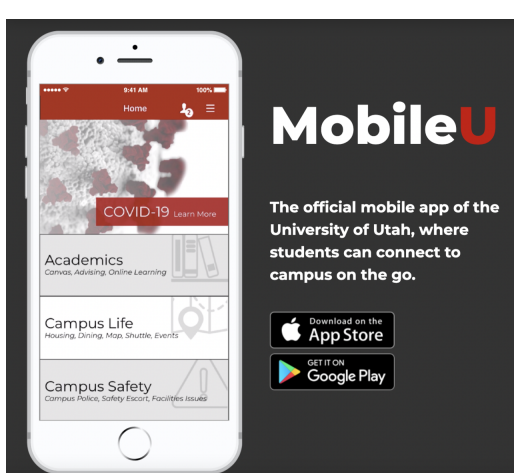 9:41 AM
100%
Home
COVID-19 Learn More
Academics
Canvas, Advising, Online Learning
Campus Life
Housing, Dining, Map, Shuttle, Events
Campus Safety
Campus Police, Safety Escort, Facilities Issues
MobileU
The official mobile app of the
University of Utah, where
students can connect to
campus on the go.
Download on the
App Store
GET IT ON
Google Play